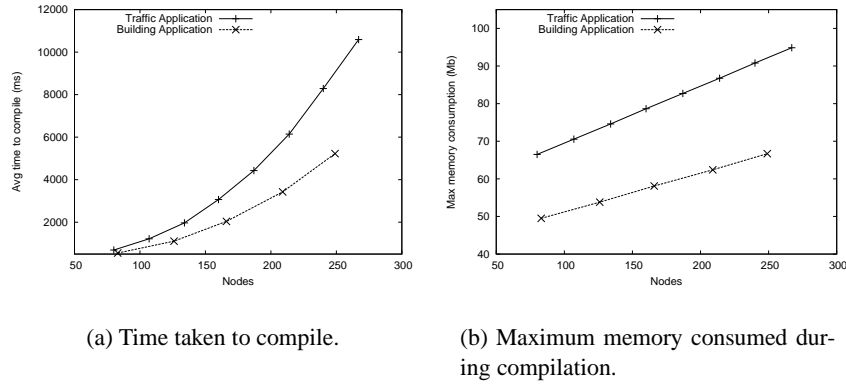 12000
10000
8000
6000
4000
2000
50 100 150 200 250 300
Avg time to compile (ms)
Nodes
Traffic Application
Building Application
100
90
80
70
60
50
40
50 100 150 200 250 300
Max memory consumption (Mb)
Nodes
Traffic Application
Building Application
(a) Time taken to compile.
(b) Maximum memory consumed dur-
ing compilation.